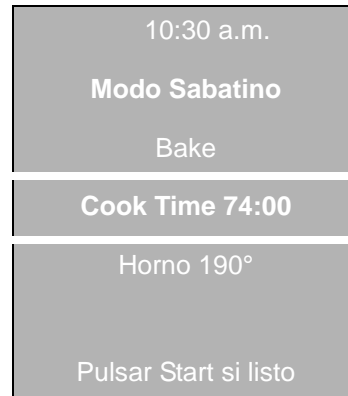 10:30 a.m.
Modo Sabatino
Bake
Cook Time 74:00
Horno 190°
Pulsar Start si listo